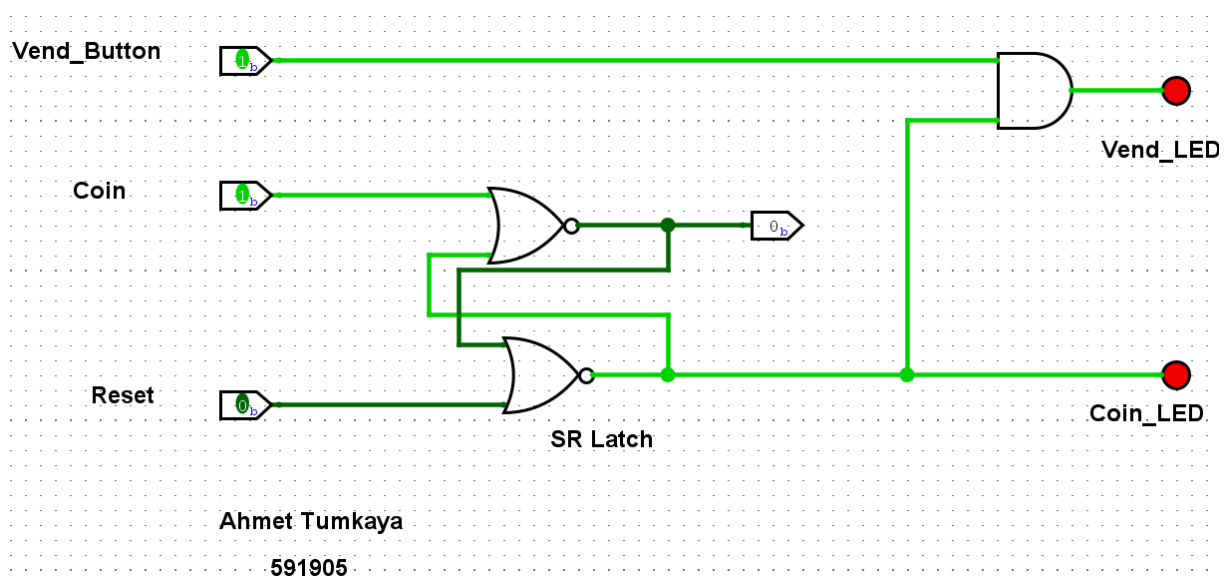 Vend_Button
1b
Vend_LED
Coin
1b
0b
Reset
0b
Coin_LED
SR Latch
Ahmet Tumkaya
591905